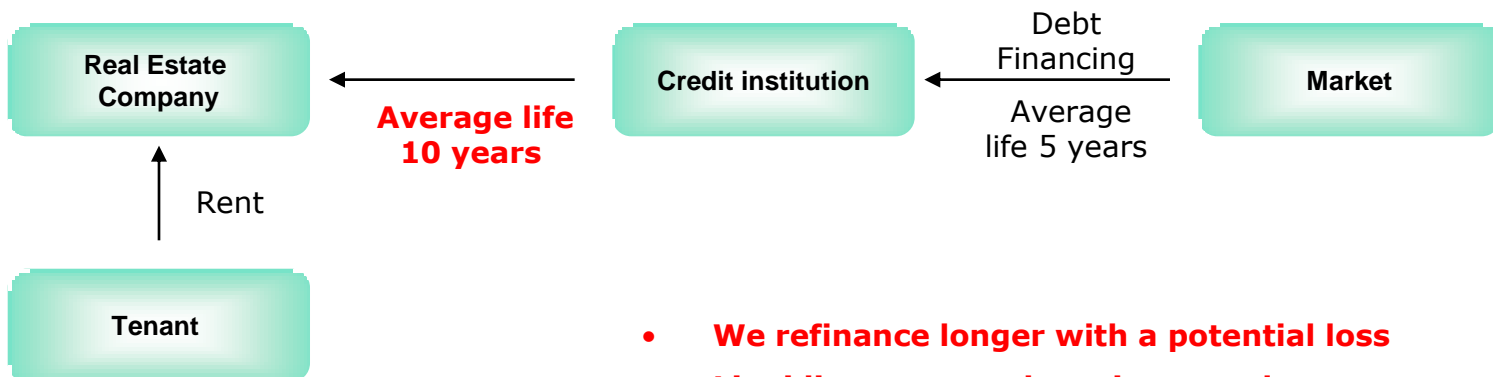 Real Estate
Company
Average life
10 years
Credit institution
Debt
Financing
Average
life 5 years
Market
Rent
Tenant
• We refinance longer with a potential loss